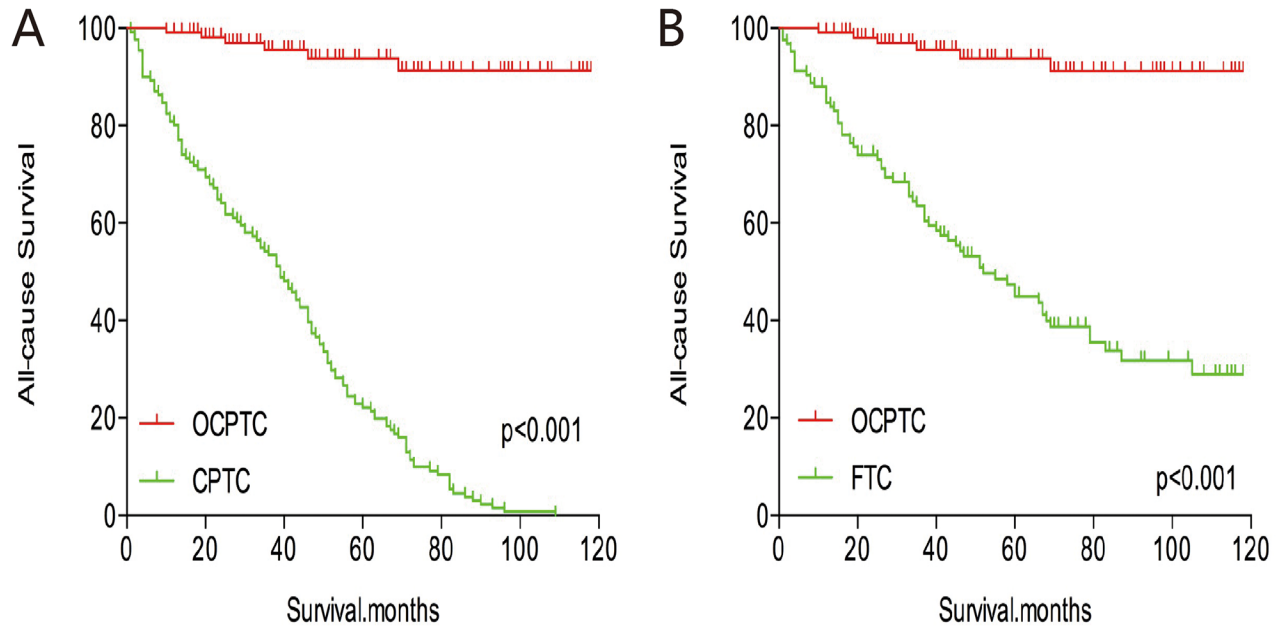 A
All-cause Survival
100
80
60
40
20
0
0 20 40 60 80 100 120
Survival.months
OCPTC
CPTC
p<0.001
B
All-cause Survival
100
80
60
40
20
0
0 20 40 60 80 100 120
Survival.months
OCPTC
FTC
p<0.001